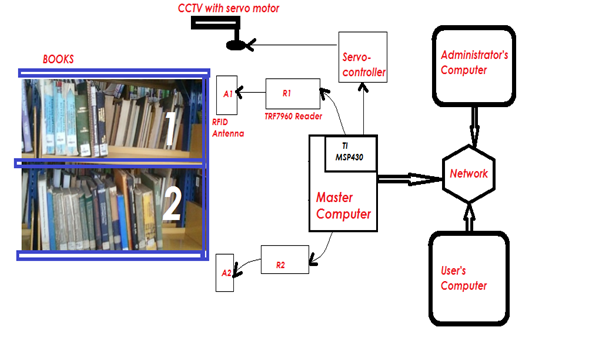 CCTV with servo motor
BOOKS
1
2
A1
RFID
Antenna
R1
TRF7960 Reader
Servo-
controller
TI
MSP430
Master
Computer
A2
R2
Administrator's
Computer
Network
User's
Computer